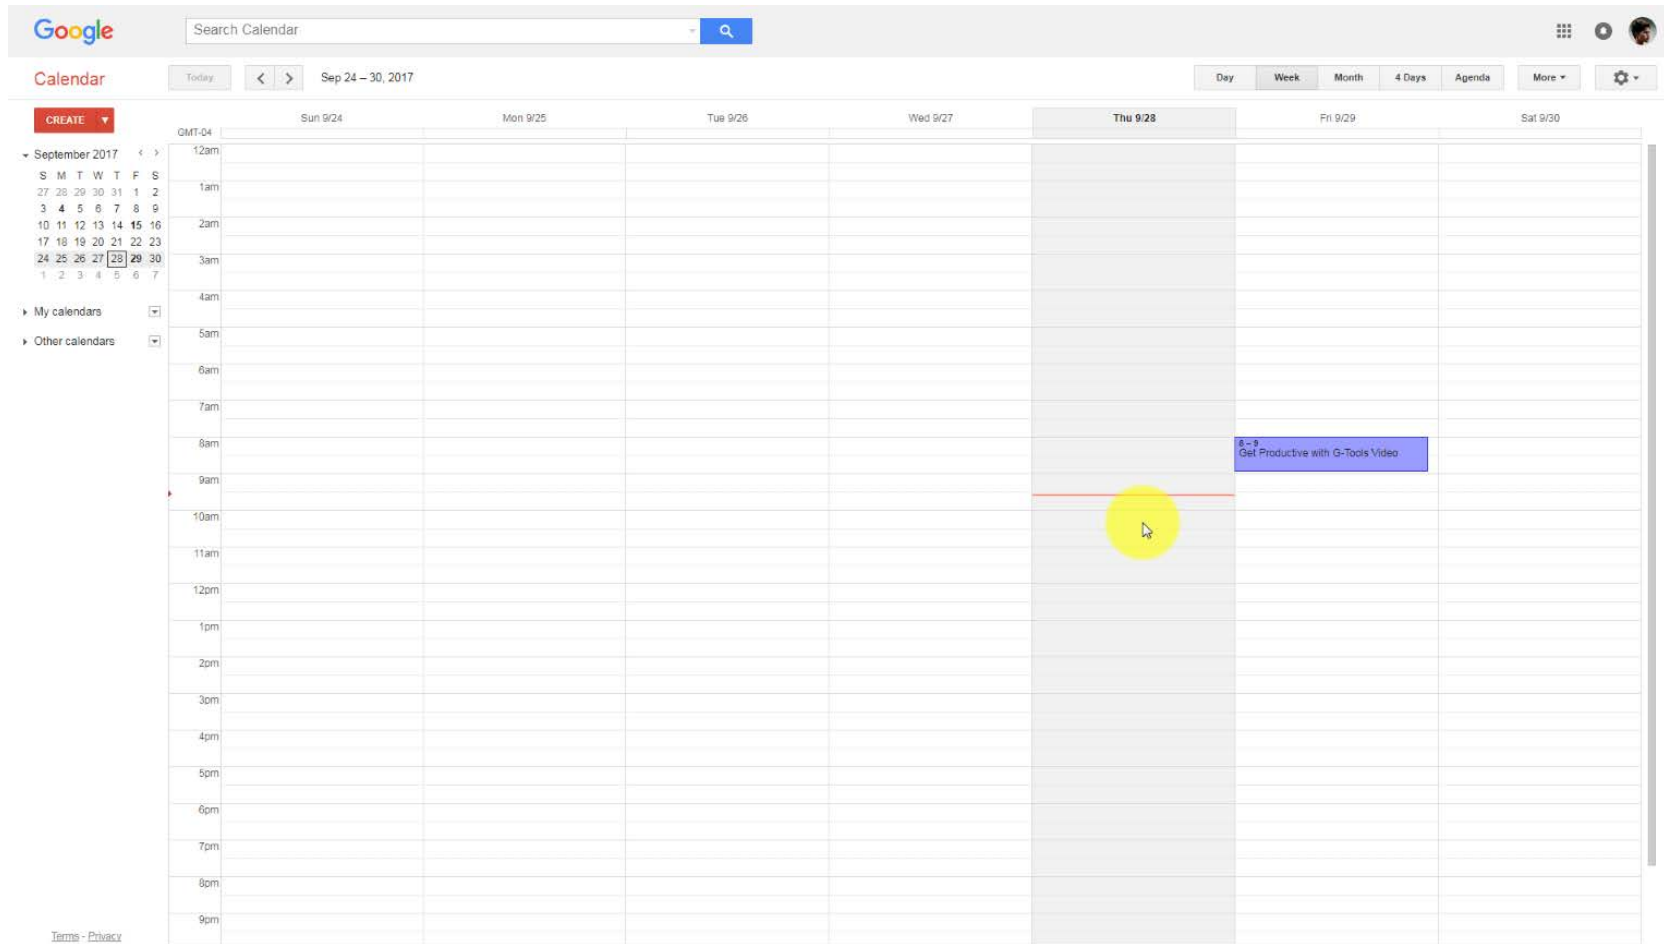 Google
Search Calendar
Calendar
Today
Sep 24 – 30, 2017
Day
Week
Month
4 Days
Agenda
More
CREATE
GMT-04
Sun 9/24
Mon 9/25
Tue 9/26
Wed 9/27
Thu 9/28
Fri 9/29
Sat 9/30
September 2017
S M T W T F S
27 28 29 30 31 1 2
3 4 5 6 7 8 9
10 11 12 13 14 15 16
17 18 19 20 21 22 23
24 25 26 27 28 29 30
1 2 3 4 5 6 7
My calendars
Other calendars
12am
1am
2am
3am
4am
5am
6am
7am
8am
8 – 9
Get Productive with G-Tools Video
9am
10am
11am
12pm
1pm
2pm
3pm
4pm
5pm
6pm
7pm
8pm
9pm
Terms - Privacy